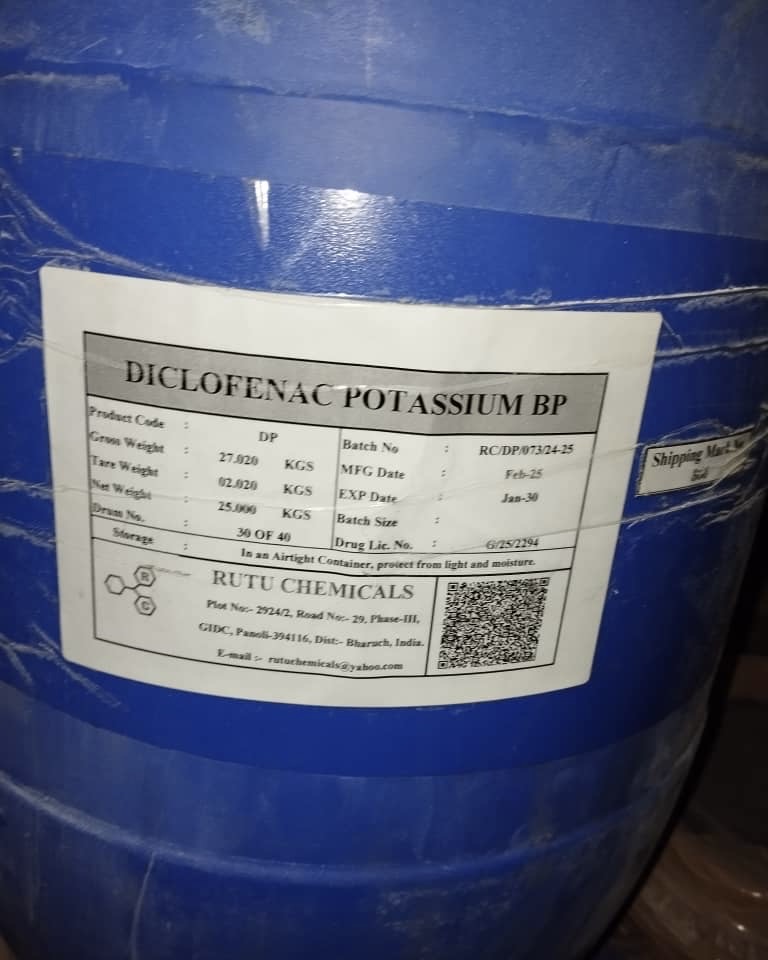 DICLOFENAC POTASSIUM BP
Product Code : DP
Gross Weight : 27.020 KGS
Tare Weight : 02.020 KGS
Net Weight : 25.000 KGS
Drum No. : 30 OF 40
Batch No : RC/DP/073/24-25
MFG Date : Feb-25
EXP Date : Jan-30
Batch Size :
Drug Lic. No. : G/25/2294
Storage : In an Airtight Container, protect from light and moisture.
R
G
RUTU CHEMICALS
Plot No:- 2924/2, Road No:- 29, Phase-III,
GIDC, Panoli-394116, Dist:- Bharuch, India.
E-mail :- rutuchemicals@yahoo.com
Shipping Mark